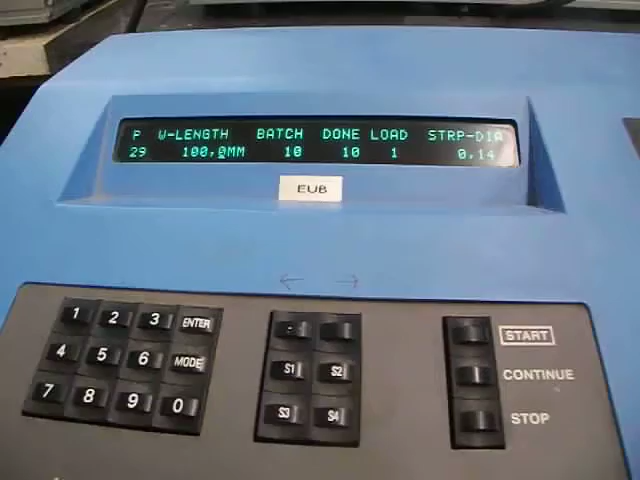 P W-LENGTH BATCH DONE LOAD STRP-DIA
29 100,0MM 10 10 1 0,14
EUB
← →
1 2 3 ENTER
4 5 6 MODE
7 8 9 0
S1 S2
S3 S4
START
CONTINUE
STOP